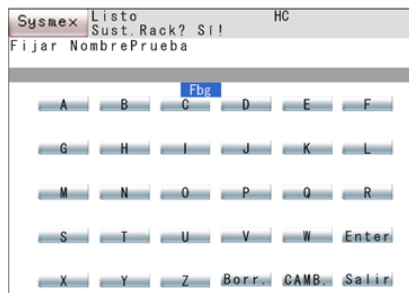 Sysmex Listo HC
Sust.Rack? Sí!
Fijar NombrePrueba
Fbg
A B C D E F
G H I J K L
M N O P Q R
S T U V W Enter
X Y Z Borr. CAMB. Salir